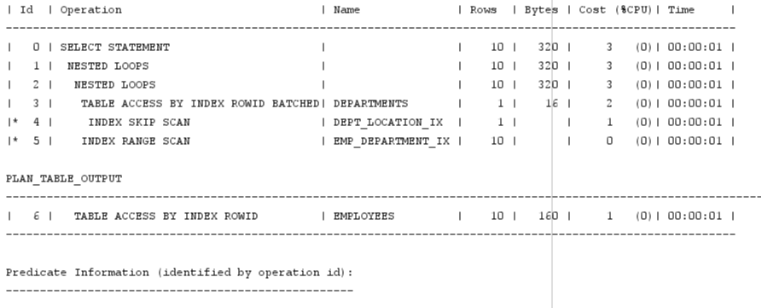 | Id | Operation | Name | Rows | Bytes | Cost (%CPU)| Time |
--------------------------------------------------------------------------------
| 0 | SELECT STATEMENT | | 10 | 320 | 3 (0)| 00:00:01 |
| 1 | NESTED LOOPS | | 10 | 320 | 3 (0)| 00:00:01 |
| 2 | NESTED LOOPS | | 10 | 320 | 3 (0)| 00:00:01 |
| 3 | TABLE ACCESS BY INDEX ROWID BATCHED| DEPARTMENTS | 1 | 16 | 2 (0)| 00:00:01 |
|* 4 | INDEX SKIP SCAN | DEPT_LOCATION_IX | 1 | | 1 (0)| 00:00:01 |
|* 5 | INDEX RANGE SCAN | EMP_DEPARTMENT_IX | 10 | | 0 (0)| 00:00:01 |
PLAN_TABLE_OUTPUT
--------------------------------------------------------------------------------
| 6 | TABLE ACCESS BY INDEX ROWID | EMPLOYEES | 10 | 160 | 1 (0)| 00:00:01 |
--------------------------------------------------------------------------------
Predicate Information (identified by operation id):
---------------------------------------------------